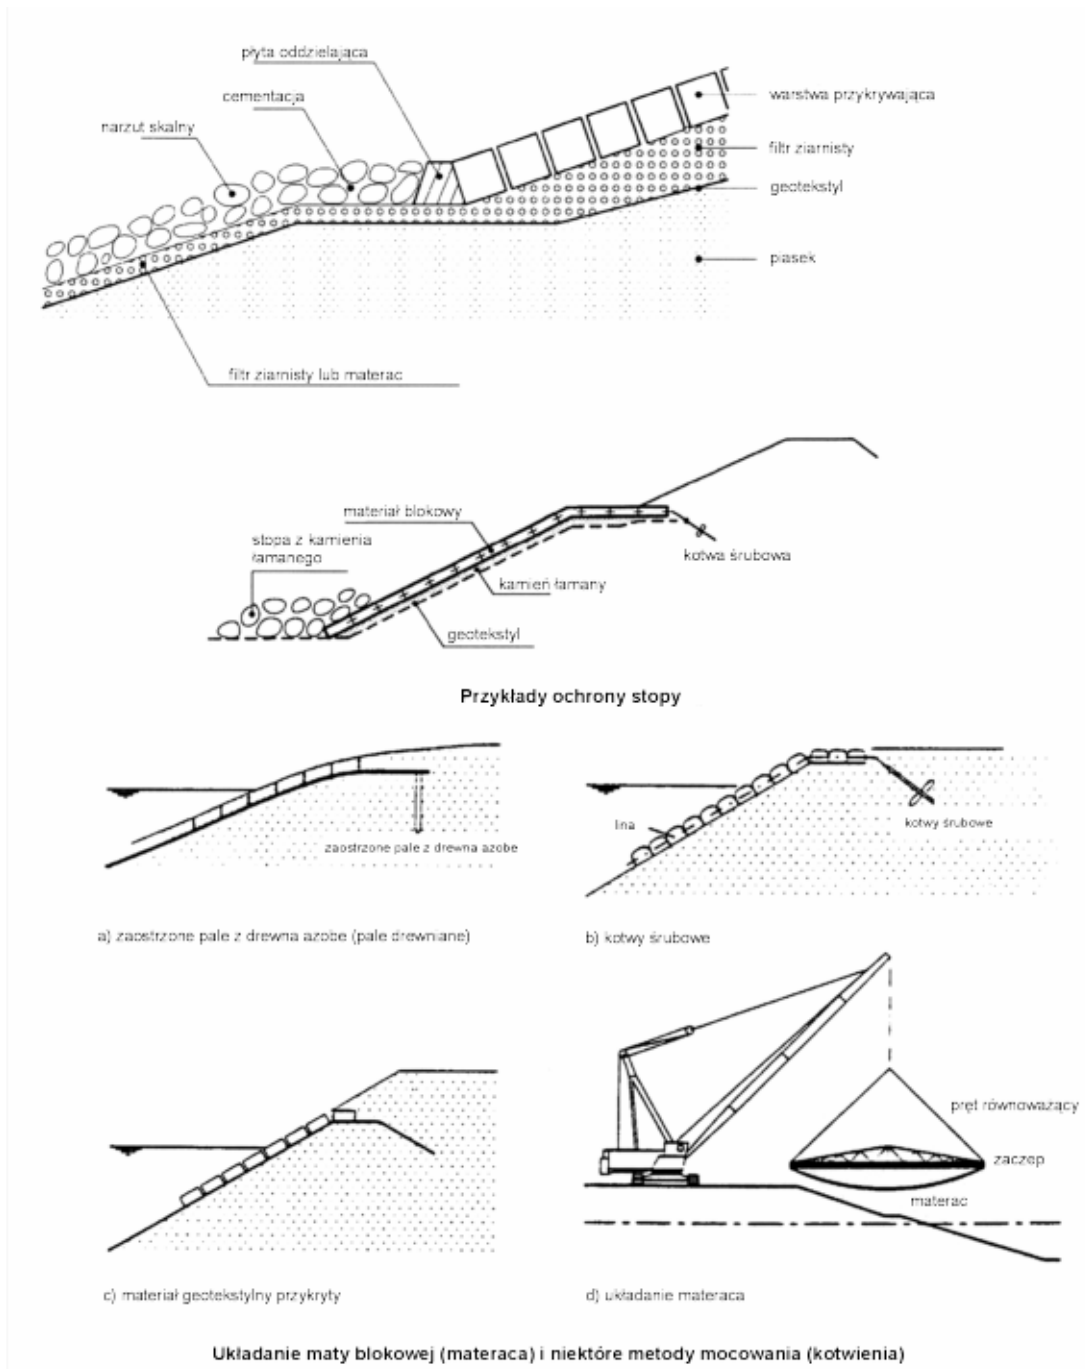 płyta oddzielająca
cementacja
narzut skalny
warstwa przykrywająca
filtr ziarnisty
geotekstyl
piasek
filtr ziarnisty lub materac
materiał blokowy
stopa z kamienia
łamanego
kotwa śrubowa
kamień łamany
geotekstyl
Przykłady ochrony stopy
zaostrzone pale z drewna azobe
lina
kotwy śrubowe
a) zaostrzone pale z drewna azobe (pale drewniane)
b) kotwy śrubowe
pręt równoważący
zaczep
materac
c) materiał geotekstylny przykryty
d) układanie materaca
Układanie maty blokowej (materaca) i niektóre metody mocowania (kotwienia)